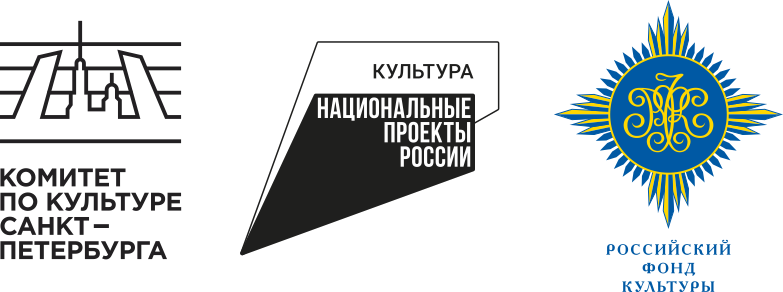 КОМИТЕТ
ПО КУЛЬТУРЕ
САНКТ–
ПЕТЕРБУРГА
КУЛЬТУРА
НАЦИОНАЛЬНЫЕ
ПРОЕКТЫ
РОССИИ
РОССИЙСКИЙ
ФОНД
КУЛЬТУРЫ